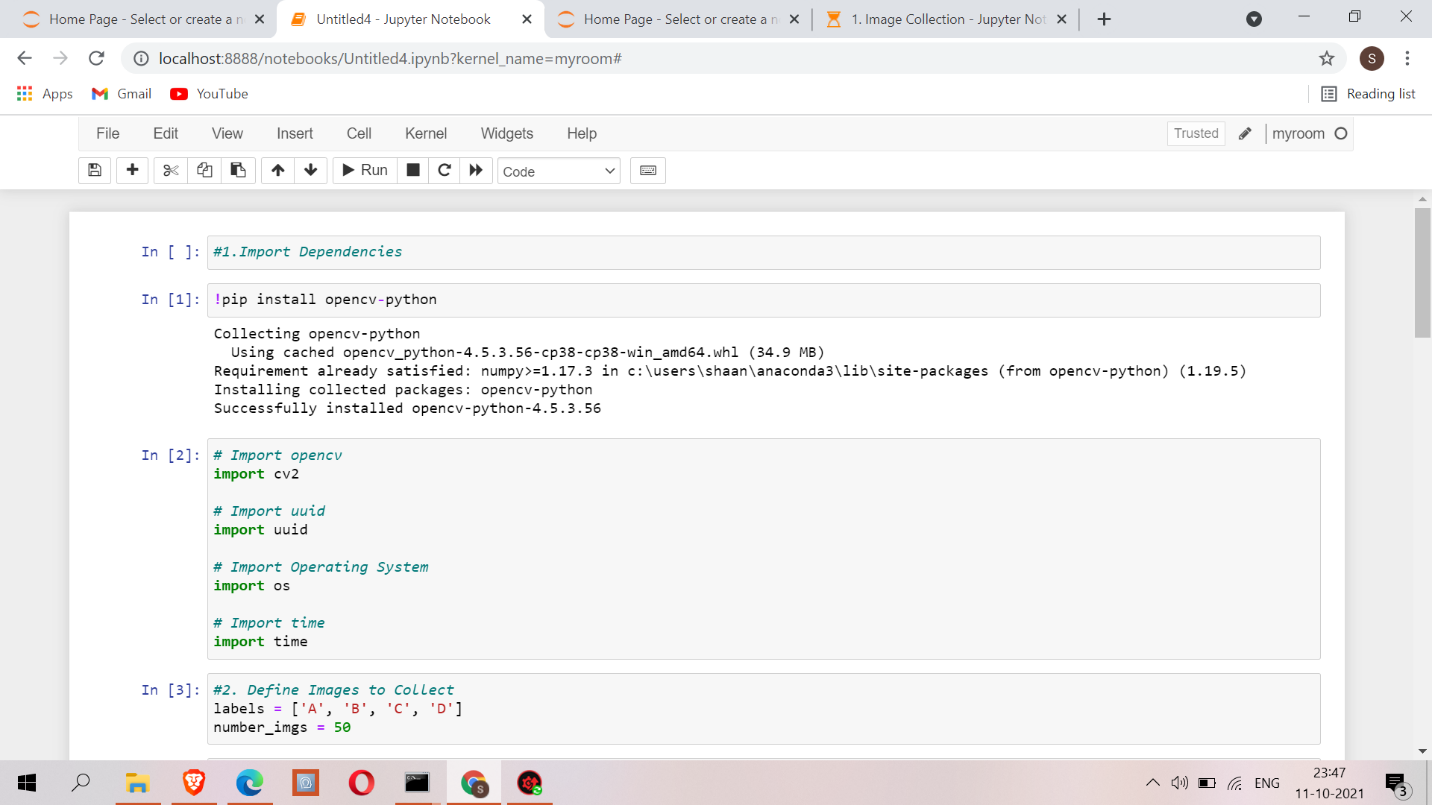 Home Page - Select or create a n
Untitled4 - Jupyter Notebook
Home Page - Select or create a n
1. Image Collection - Jupyter Not
localhost:8888/notebooks/Untitled4.ipynb?kernel_name=myroom#
S
Apps
Gmail
YouTube
Reading list
File Edit View Insert Cell Kernel Widgets Help
Trusted
myroom
Run
Code
In [ ]: #1.Import Dependencies
In [1]: !pip install opencv-python
Collecting opencv-python
Using cached opencv_python-4.5.3.56-cp38-cp38-win_amd64.whl (34.9 MB)
Requirement already satisfied: numpy>=1.17.3 in c:\users\shaan\anaconda3\lib\site-packages (from opencv-python) (1.19.5)
Installing collected packages: opencv-python
Successfully installed opencv-python-4.5.3.56
In [2]: # Import opencv
import cv2
# Import uuid
import uuid
# Import Operating System
import os
# Import time
import time
In [3]: #2. Define Images to Collect
labels = ['A', 'B', 'C', 'D']
number_imgs = 50
S
ENG
23:47
11-10-2021
3